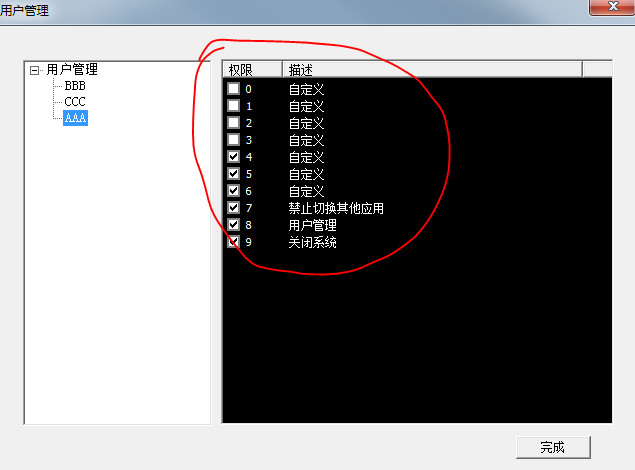 用户管理
用户管理
BBB
CCC
AAA
权限 描述
0 自定义
1 自定义
2 自定义
3 自定义
4 自定义
5 自定义
6 自定义
7 禁止切换其他应用
8 用户管理
9 关闭系统
完成